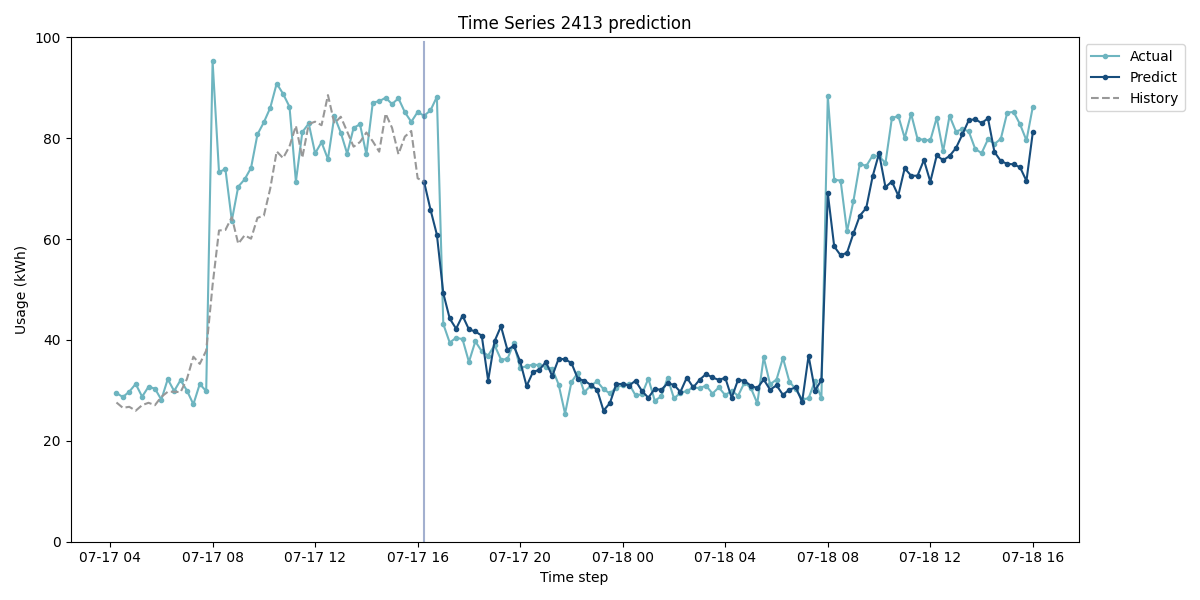 Time Series 2413 prediction
Usage (kWh)
100
80
60
40
20
0
07-17 04
07-17 08
07-17 12
07-17 16
07-17 20
07-18 00
07-18 04
07-18 08
07-18 12
07-18 16
Time step
Actual
Predict
History